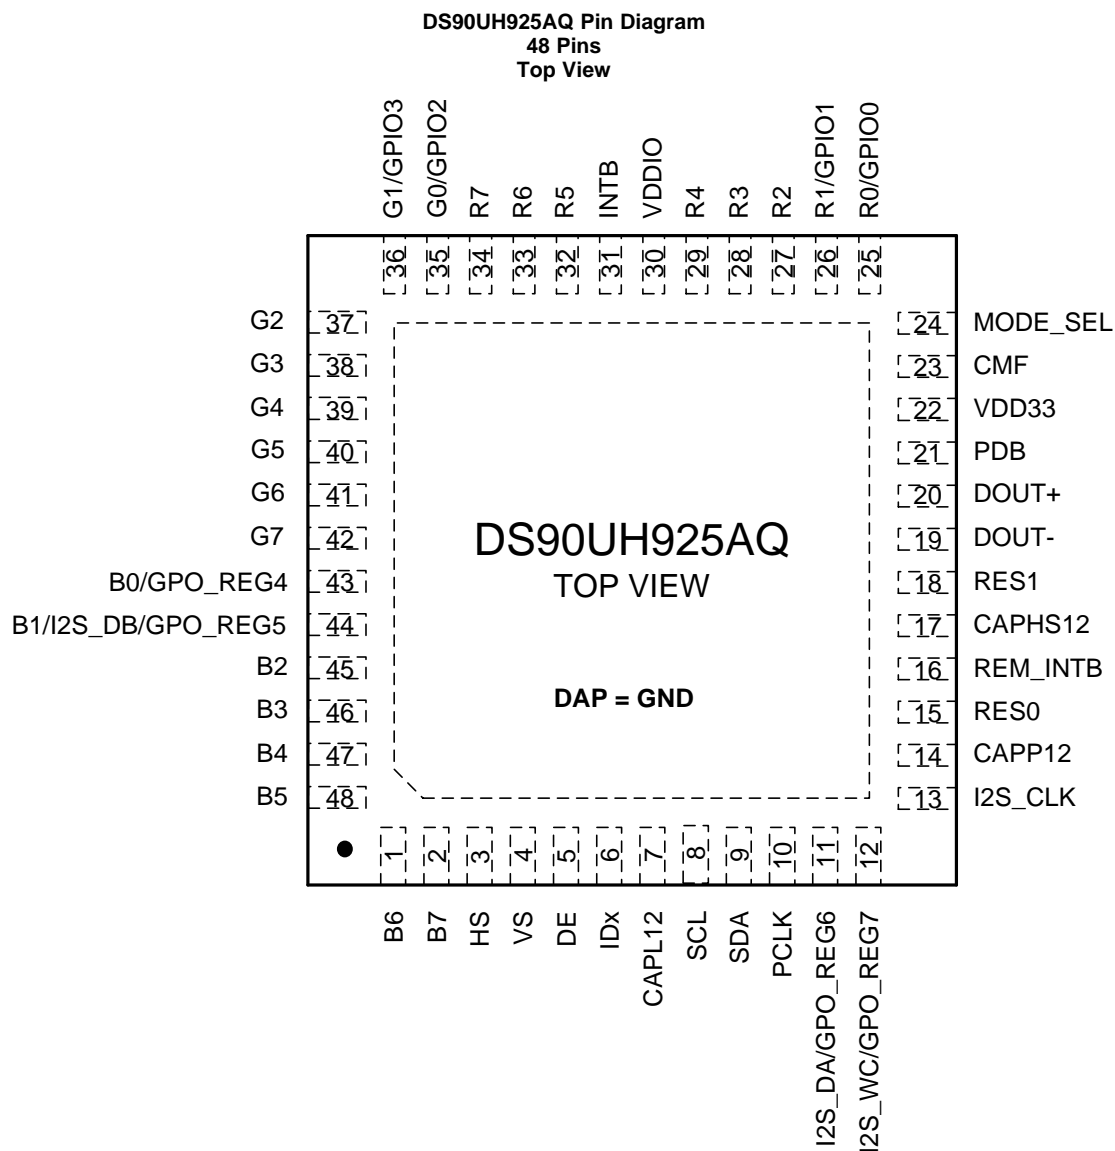 DS90UH925AQ Pin Diagram
48 Pins
Top View
G1/GPIO3
G0/GPIO2
R7
R6
R5
INTB
VDDIO
R4
R3
R2
R1/GPIO1
R0/GPIO0
36
35
34
33
32
31
30
29
28
27
26
25
G2 37
G3 38
G4 39
G5 40
G6 41
G7 42
B0/GPO_REG4 43
B1/I2S_DB/GPO_REG5 44
B2 45
B3 46
B4 47
B5 48
DS90UH925AQ
TOP VIEW
DAP = GND
24 MODE_SEL
23 CMF
22 VDD33
21 PDB
20 DOUT+
19 DOUT-
18 RES1
17 CAPHS12
16 REM_INTB
15 RES0
14 CAPP12
13 I2S_CLK
1
2
3
4
5
6
7
8
9
10
11
12
B6
B7
HS
VS
DE
IDx
CAPL12
SCL
SDA
PCLK
I2S_DA/GPO_REG6
I2S_WC/GPO_REG7